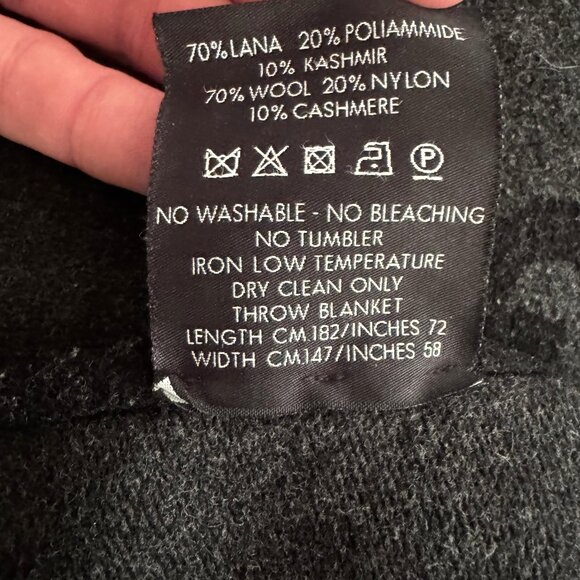 70% LANA 20% POLIAMMIDE
10% KASHMIR
70% WOOL 20% NYLON
10% CASHMERE
P
NO WASHABLE - NO BLEACHING
NO TUMBLER
IRON LOW TEMPERATURE
DRY CLEAN ONLY
THROW BLANKET
LENGTH CM.182/INCHES 72
WIDTH CM.147/INCHES 58